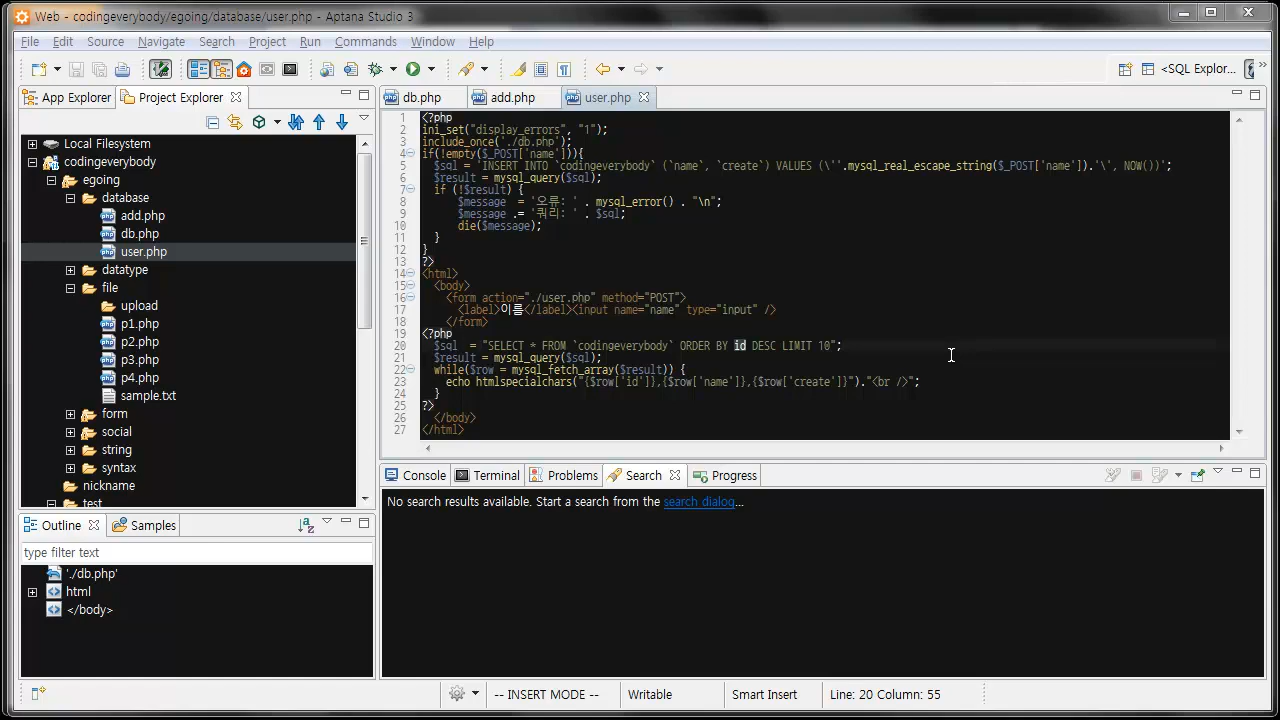 Web - codingeverybody/egoing/database/user.php - Aptana Studio 3
File Edit Source Navigate Search Project Run Commands Window Help
<SQL Explor...
App Explorer Project Explorer
Local Filesystem
codingeverybody
egoing
database
add.php
db.php
user.php
datatype
file
upload
p1.php
p2.php
p3.php
p4.php
sample.txt
form
social
string
syntax
nickname
test
Outline Samples
type filter text
'./db.php'
html
</body>
db.php add.php user.php
1 <?php
2 ini_set("display_errors", "1");
3 include_once('./db.php');
4 if(!empty($_POST['name'])){
5 $sql = 'INSERT INTO `codingeverybody` (`name`, `create`) VALUES (\''.mysql_real_escape_string($_POST['name']).'\', NOW())';
6 $result = mysql_query($sql);
7 if (!$result) {
8 $message  = '오류: ' . mysql_error() . "\n";
9 $message .= '쿼리: ' . $sql;
10 die($message);
11 }
12 }
13 ?>
14 <html>
15 <body>
16 <form action="./user.php" method="POST">
17 <label>이름</label><input name="name" type="input" />
18 </form>
19 <?php
20 $sql  = "SELECT * FROM `codingeverybody` ORDER BY id DESC LIMIT 10";
21 $result = mysql_query($sql);
22 while($row = mysql_fetch_array($result)) {
23 echo htmlspecialchars("{$row['id']},{$row['name']},{$row['create']}")."<br />";
24 }
25 ?>
26 </body>
27 </html>
Console Terminal Problems Search Progress
No search results available. Start a search from the search dialog...
-- INSERT MODE -- Writable Smart Insert Line: 20 Column: 55